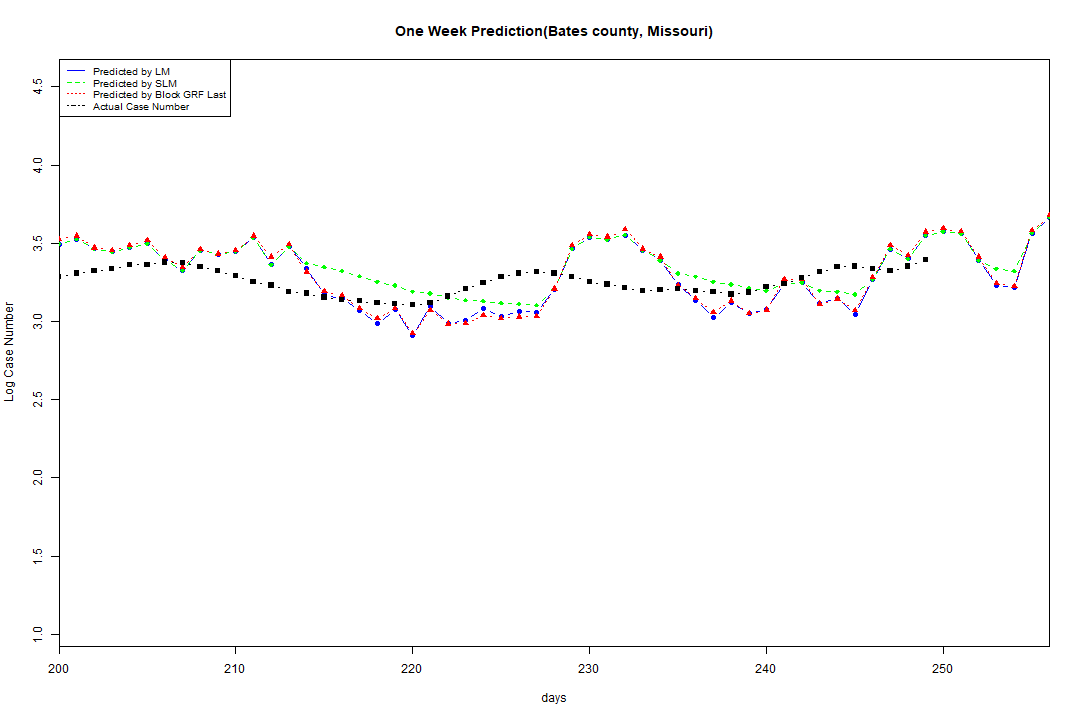 One Week Prediction(Bates county, Missouri)
Predicted by LM
Predicted by SLM
Predicted by Block GRF Last
Actual Case Number
4.5
4.0
3.5
3.0
2.5
2.0
1.5
1.0
Log Case Number
200 210 220 230 240 250
days